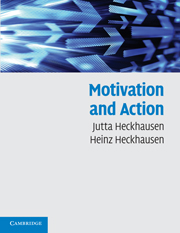 Motivation
and Action
Jutta Heckhausen
Heinz Heckhausen
CAMBRIDGE